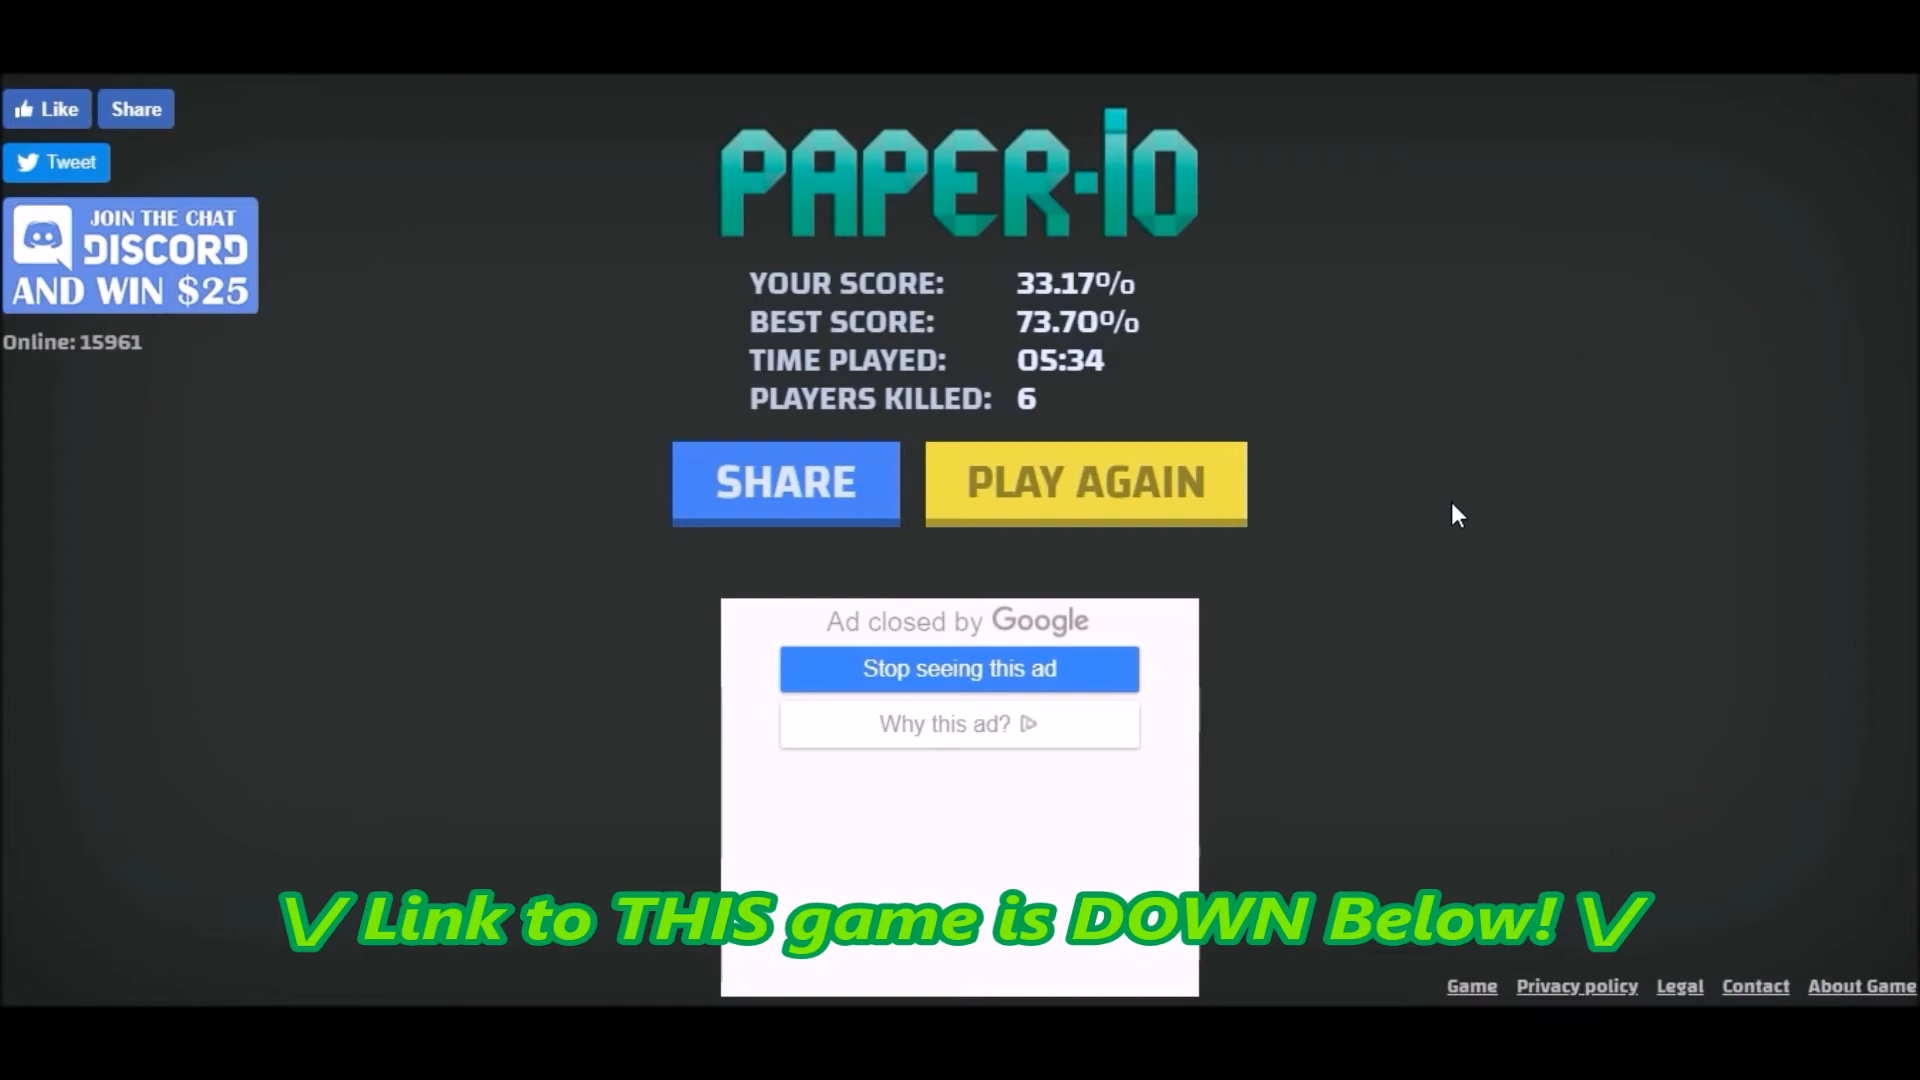 Like Share
Tweet
JOIN THE CHAT
DISCORD
AND WIN $25
Online: 15961
PAPER-IO
YOUR SCORE: 33.17%
BEST SCORE: 73.70%
TIME PLAYED: 05:34
PLAYERS KILLED: 6
SHARE PLAY AGAIN
Ad closed by Google
Stop seeing this ad
Why this ad?
\/ Link to THIS game is DOWN Below! \/
Game Privacy policy Legal Contact About Game